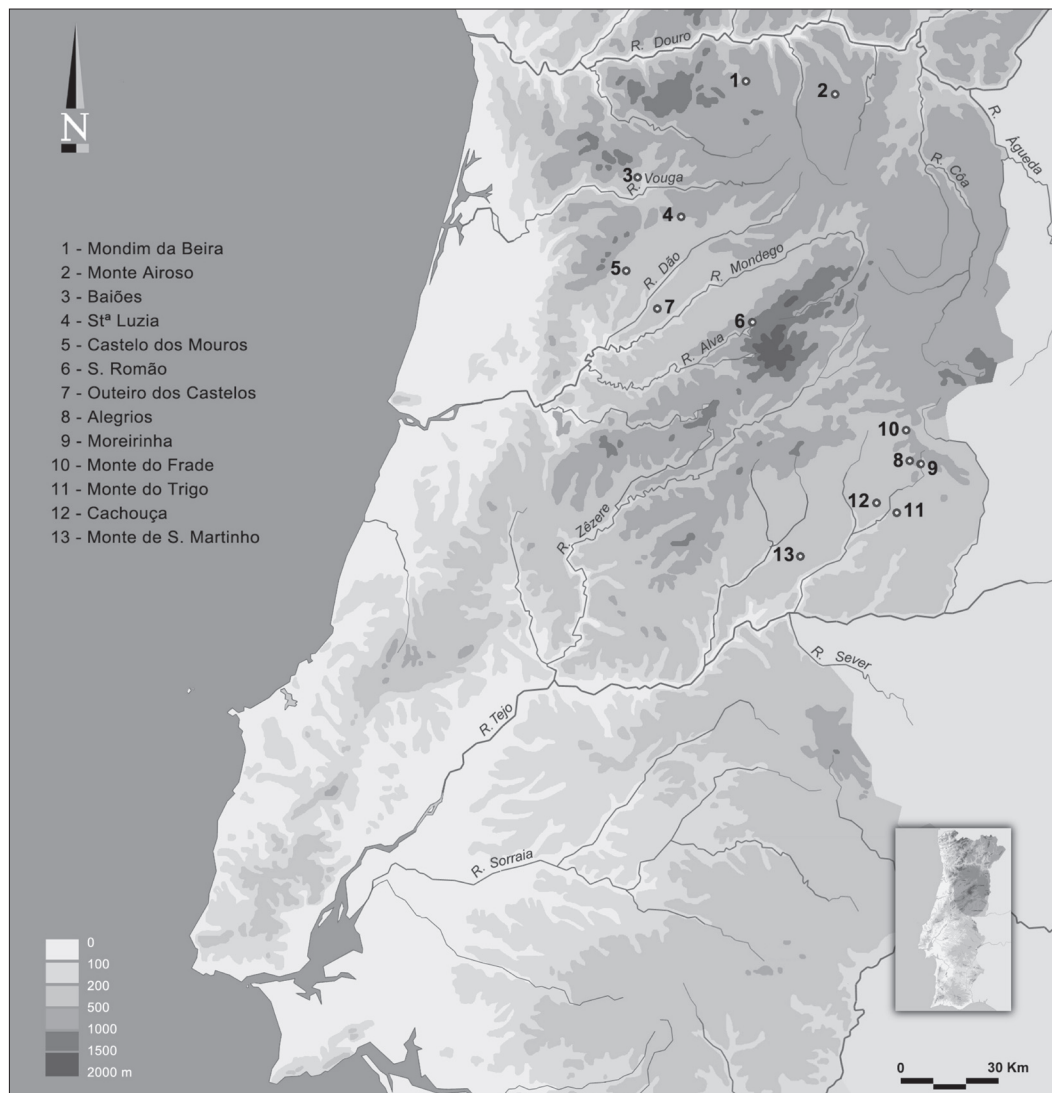 N
1 - Mondim da Beira
2 - Monte Airoso
3 - Baiões
4 - Stª Luzia
5 - Castelo dos Mouros
6 - S. Romão
7 - Outeiro dos Castelos
8 - Alegrios
9 - Moreirinha
10 - Monte do Frade
11 - Monte do Trigo
12 - Cachouça
13 - Monte de S. Martinho
R. Douro
1
2
R. Águeda
R. Côa
3
R. Vouga
4
5
R. Dão
R. Mondego
7
6
R. Alva
10
8
9
12
11
R. Zêzere
13
R. Sever
R. Tejo
R. Sorraia
0
100
200
500
1000
1500
2000 m
0 30 Km